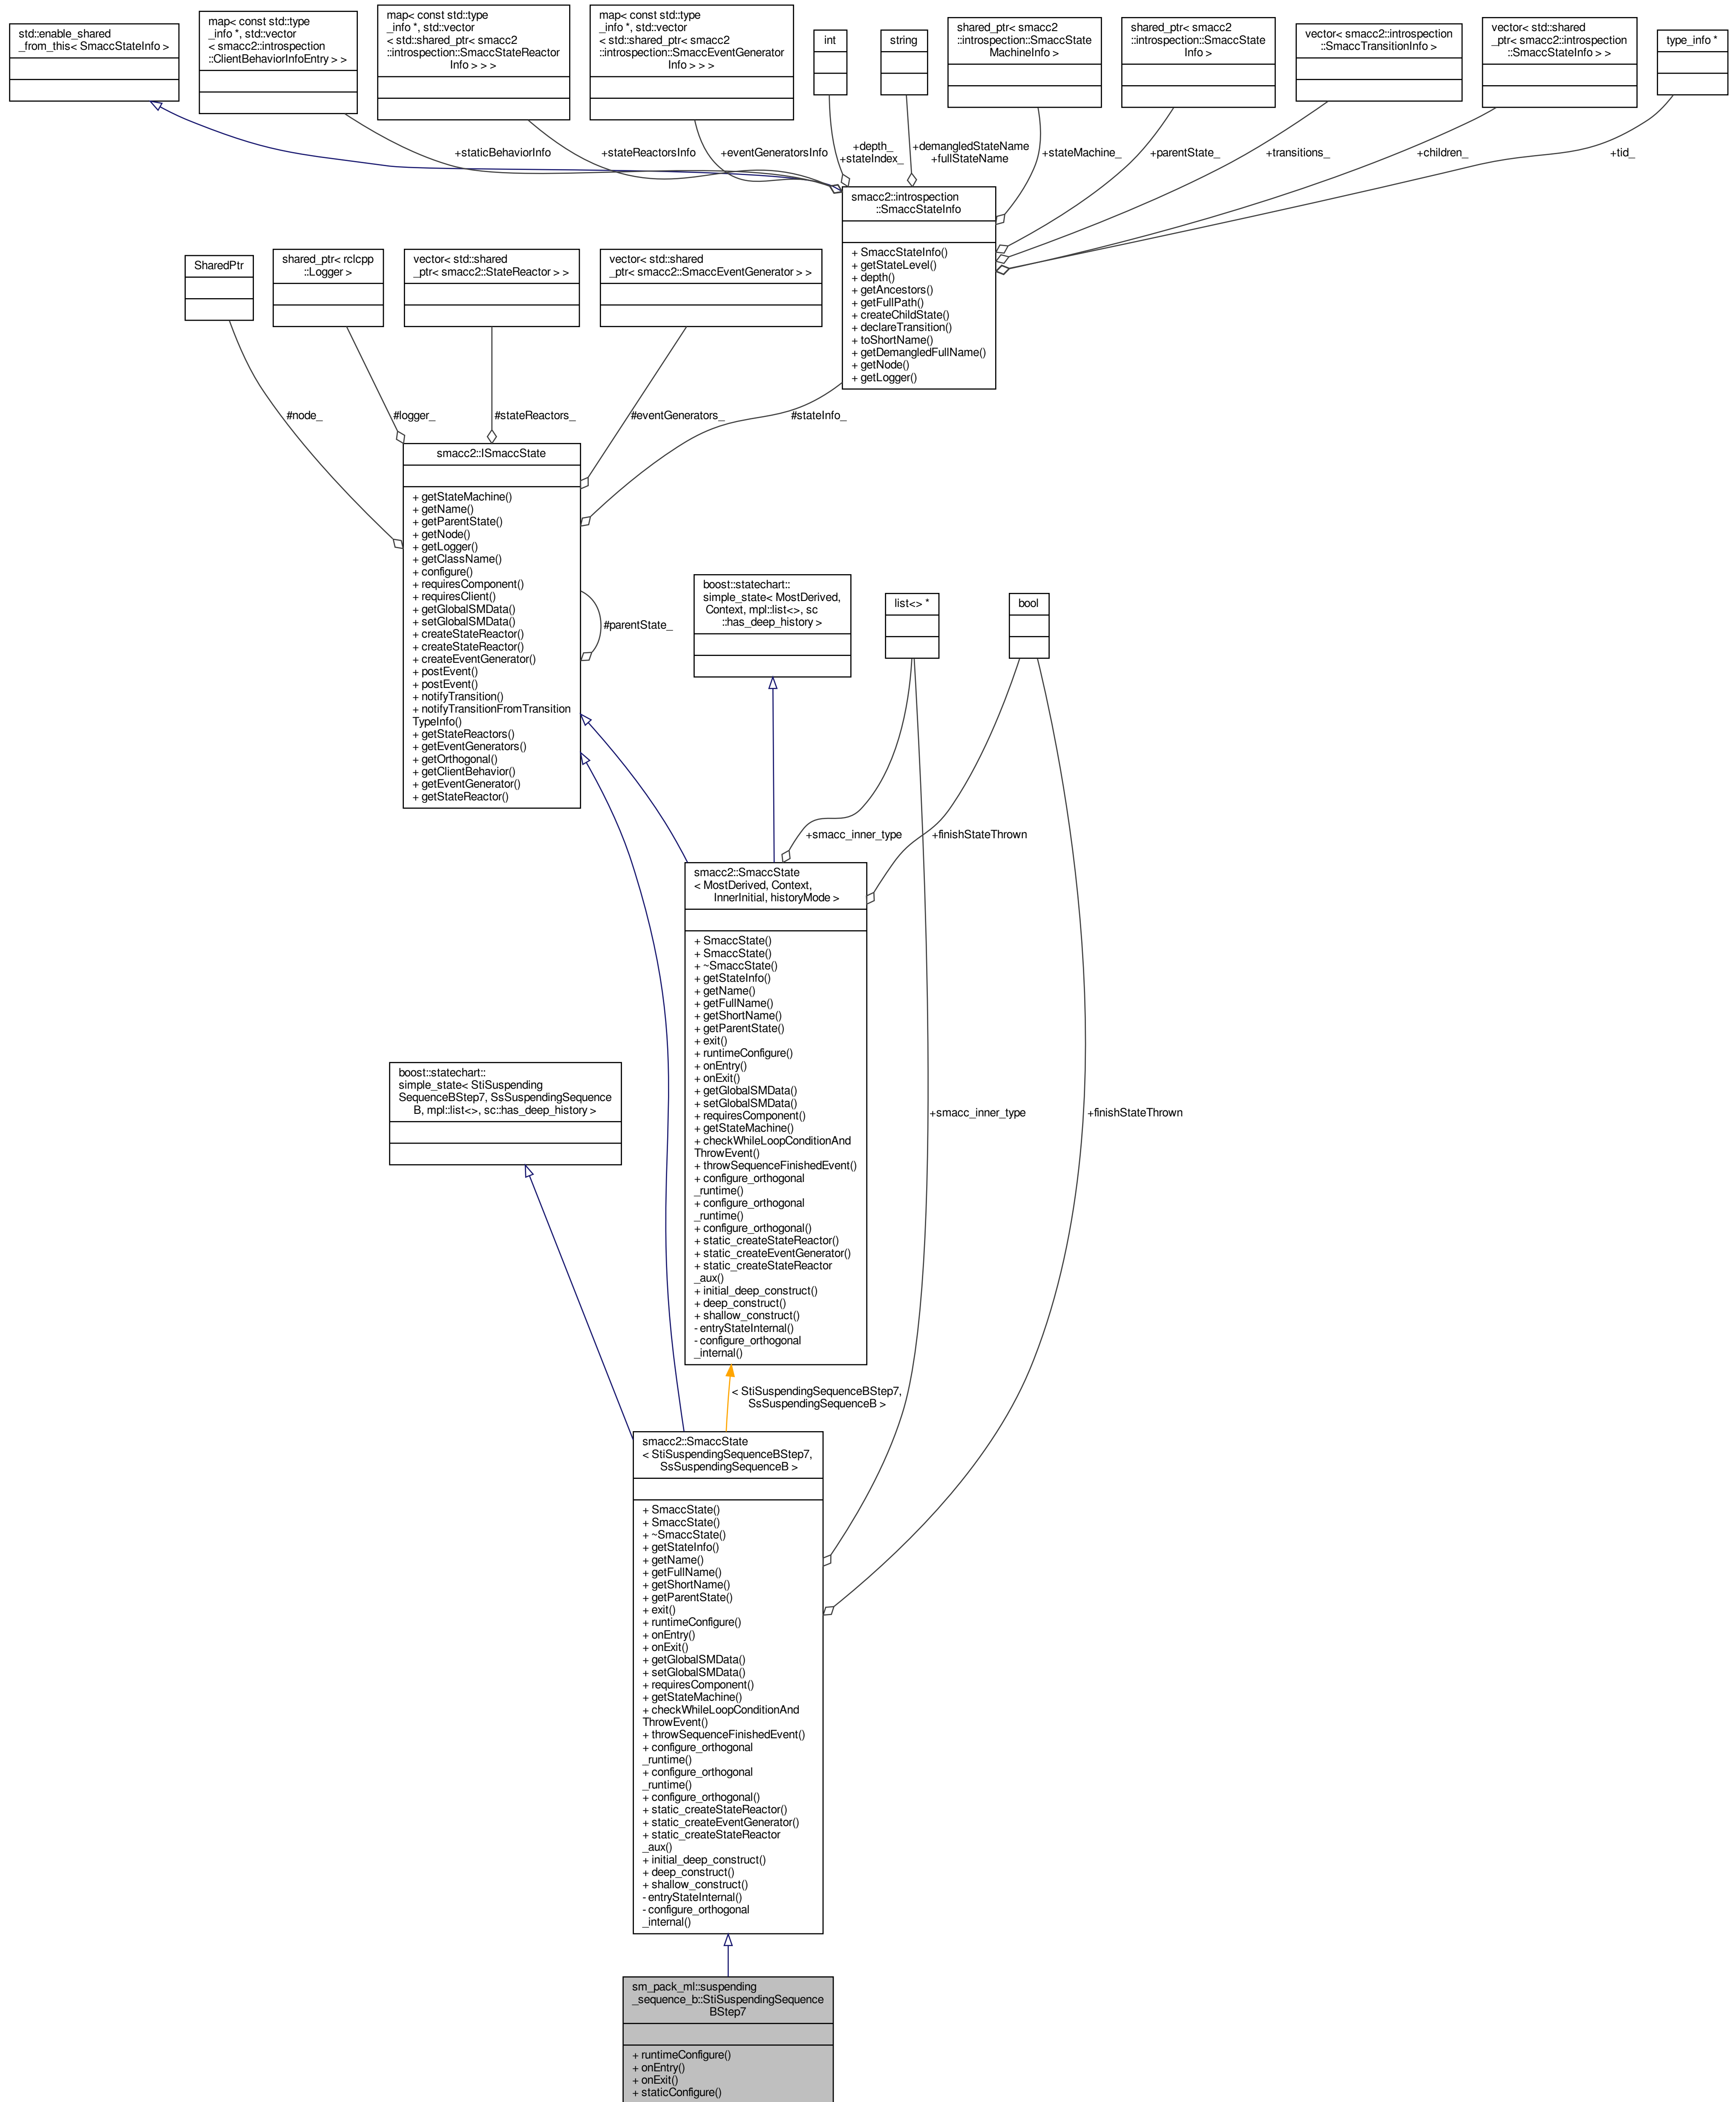 std::enable_shared
_from_this< SmaccStateInfo >
map< const std::type
_info *, std::vector
< smacc2::introspection
::ClientBehaviorInfoEntry > >
map< const std::type
_info *, std::vector
< std::shared_ptr< smacc2
::introspection::SmaccStateReactor
Info > > >
map< const std::type
_info *, std::vector
< std::shared_ptr< smacc2
::introspection::SmaccEventGenerator
Info > > >
int
string
shared_ptr< smacc2
::introspection::SmaccState
MachineInfo >
shared_ptr< smacc2
::introspection::SmaccState
Info >
vector< smacc2::introspection
::SmaccTransitionInfo >
vector< std::shared
_ptr< smacc2::introspection
::SmaccStateInfo > >
type_info *
+staticBehaviorInfo
+stateReactorsInfo
+eventGeneratorsInfo
+depth_
+stateIndex_
+demangledStateName
+fullStateName
+stateMachine_
+parentState_
+transitions_
+children_
+tid_
smacc2::introspection
::SmaccStateInfo
+ SmaccStateInfo()
+ getStateLevel()
+ depth()
+ getAncestors()
+ getFullPath()
+ createChildState()
+ declareTransition()
+ toShortName()
+ getDemangledFullName()
+ getNode()
+ getLogger()
SharedPtr
shared_ptr< rclcpp
::Logger >
vector< std::shared
_ptr< smacc2::StateReactor > >
vector< std::shared
_ptr< smacc2::SmaccEventGenerator > >
#node_
#logger_
#stateReactors_
#eventGenerators_
#stateInfo_
smacc2::ISmaccState
+ getStateMachine()
+ getName()
+ getParentState()
+ getNode()
+ getLogger()
+ getClassName()
+ configure()
+ requiresComponent()
+ requiresClient()
+ getGlobalSMData()
+ setGlobalSMData()
+ createStateReactor()
+ createStateReactor()
+ createEventGenerator()
+ postEvent()
+ postEvent()
+ notifyTransition()
+ notifyTransitionFromTransition
TypeInfo()
+ getStateReactors()
+ getEventGenerators()
+ getOrthogonal()
+ getClientBehavior()
+ getEventGenerator()
+ getStateReactor()
#parentState_
boost::statechart::
simple_state< MostDerived,
Context, mpl::list<>, sc
::has_deep_history >
list<> *
bool
+smacc_inner_type
+finishStateThrown
smacc2::SmaccState
< MostDerived, Context,
InnerInitial, historyMode >
+ SmaccState()
+ SmaccState()
+ ~SmaccState()
+ getStateInfo()
+ getName()
+ getFullName()
+ getShortName()
+ getParentState()
+ exit()
+ runtimeConfigure()
+ onEntry()
+ onExit()
+ getGlobalSMData()
+ setGlobalSMData()
+ requiresComponent()
+ getStateMachine()
+ checkWhileLoopConditionAnd
ThrowEvent()
+ throwSequenceFinishedEvent()
+ configure_orthogonal
_runtime()
+ configure_orthogonal
_runtime()
+ configure_orthogonal()
+ static_createStateReactor()
+ static_createEventGenerator()
+ static_createStateReactor
_aux()
+ initial_deep_construct()
+ deep_construct()
+ shallow_construct()
- entryStateInternal()
- configure_orthogonal
_internal()
boost::statechart::
simple_state< StiSuspending
SequenceBStep7, SsSuspendingSequence
B, mpl::list<>, sc::has_deep_history >
+smacc_inner_type
+finishStateThrown
< StiSuspendingSequenceBStep7,
SsSuspendingSequenceB >
smacc2::SmaccState
< StiSuspendingSequenceBStep7,
SsSuspendingSequenceB >
+ SmaccState()
+ SmaccState()
+ ~SmaccState()
+ getStateInfo()
+ getName()
+ getFullName()
+ getShortName()
+ getParentState()
+ exit()
+ runtimeConfigure()
+ onEntry()
+ onExit()
+ getGlobalSMData()
+ setGlobalSMData()
+ requiresComponent()
+ getStateMachine()
+ checkWhileLoopConditionAnd
ThrowEvent()
+ throwSequenceFinishedEvent()
+ configure_orthogonal
_runtime()
+ configure_orthogonal
_runtime()
+ configure_orthogonal()
+ static_createStateReactor()
+ static_createEventGenerator()
+ static_createStateReactor
_aux()
+ initial_deep_construct()
+ deep_construct()
+ shallow_construct()
- entryStateInternal()
- configure_orthogonal
_internal()
sm_pack_ml::suspending
_sequence_b::StiSuspendingSequence
BStep7
+ runtimeConfigure()
+ onEntry()
+ onExit()
+ staticConfigure()